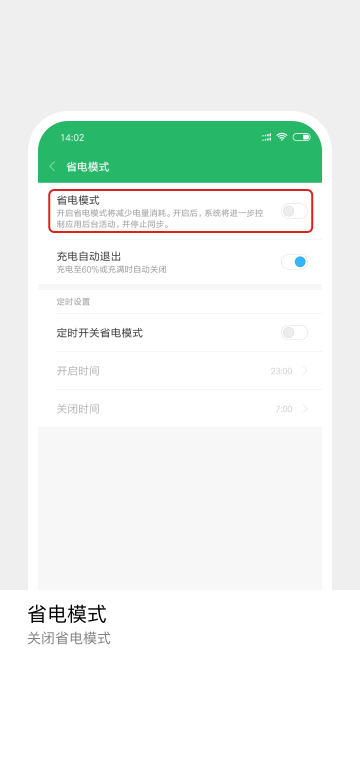 14:02
省电模式
省电模式
开启省电模式将减少电量消耗。开启后，系统将进一步控
制应用后台活动，并停止同步。
充电自动退出
充电至60%或充满时自动关闭
定时设置
定时开关省电模式
开启时间 23:00
关闭时间 7:00
省电模式
关闭省电模式